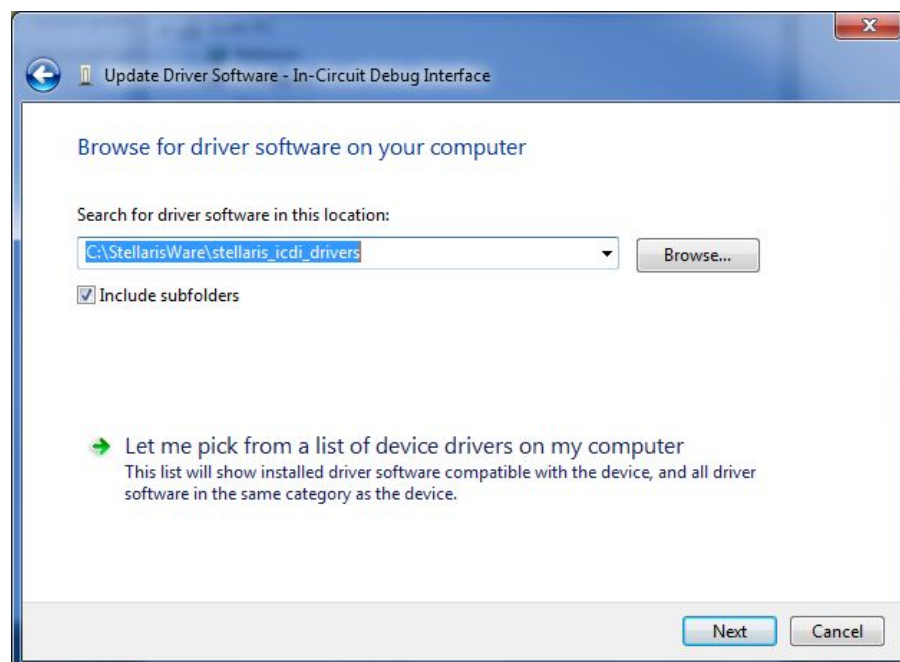 Update Driver Software - In-Circuit Debug Interface
Browse for driver software on your computer
Search for driver software in this location:
C:\StellarisWare\stellaris_icdi_drivers
Browse...
Include subfolders
Let me pick from a list of device drivers on my computer
This list will show installed driver software compatible with the device, and all driver
software in the same category as the device.
Next
Cancel